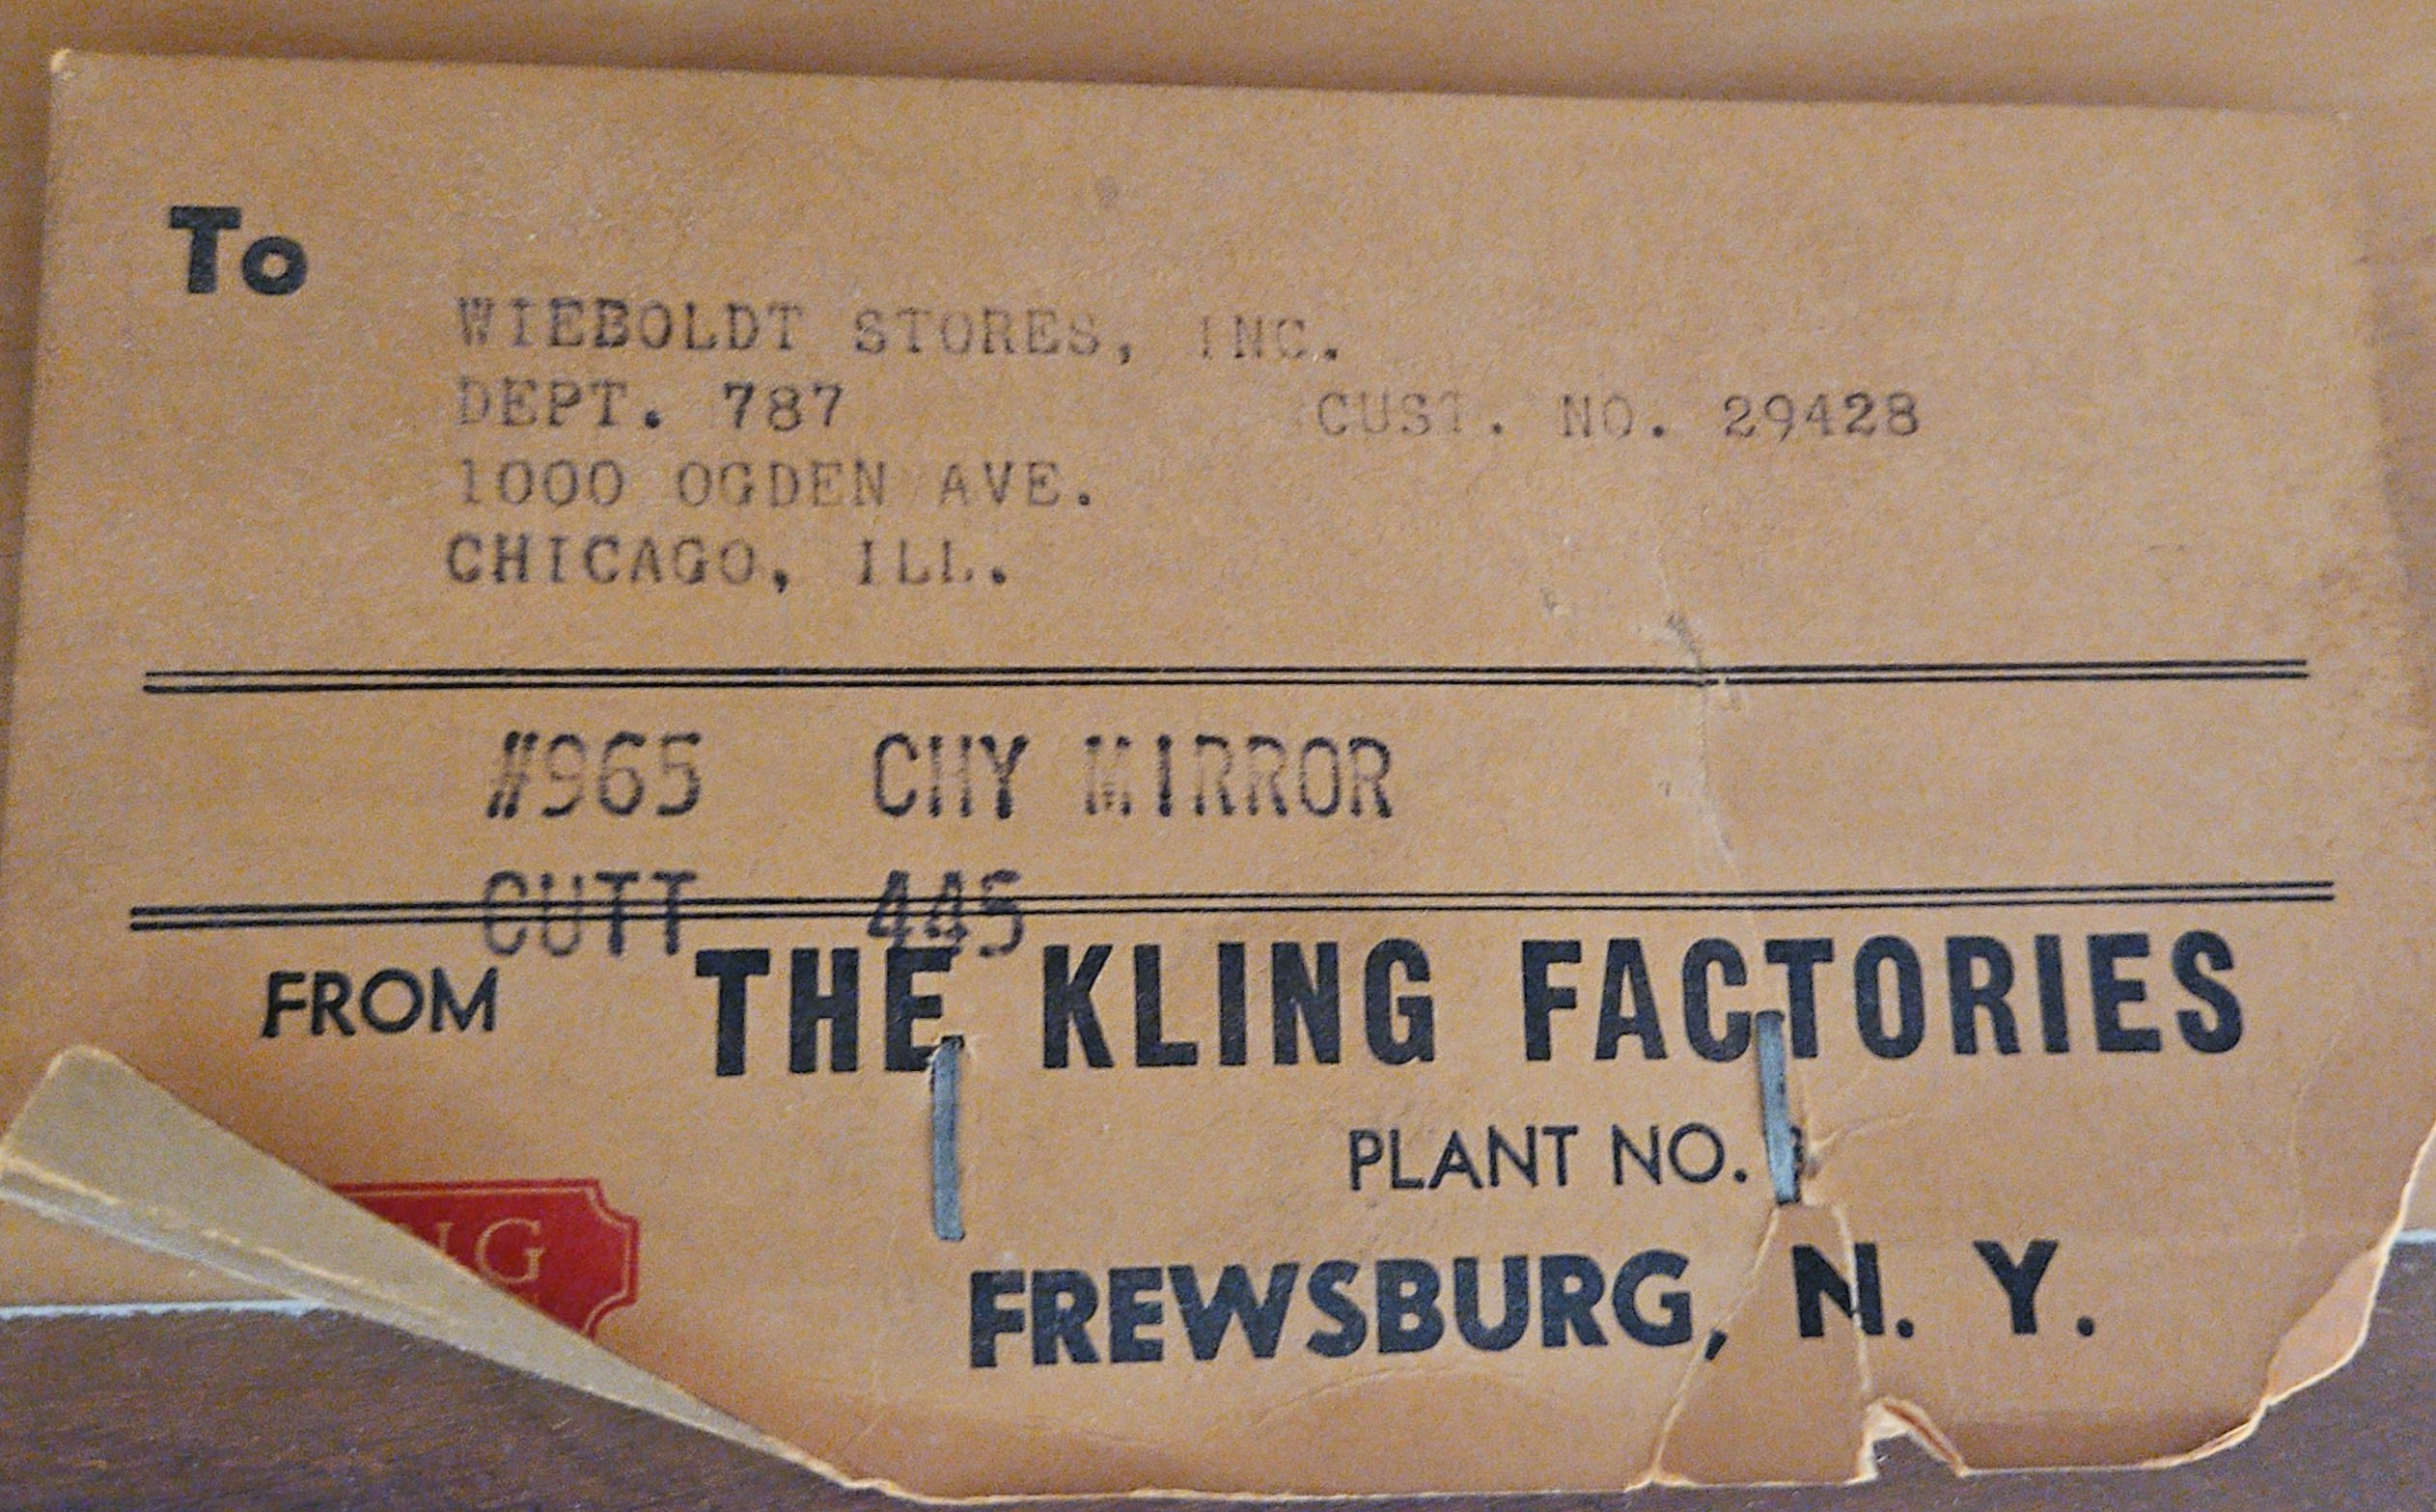 To
WIEBOLDT STORES, INC.
DEPT. 787 CUST. NO. 29428
1000 OGDEN AVE.
CHICAGO, ILL.
#965 CHY MIRROR
CUTT 445
FROM THE KLING FACTORIES
PLANT NO.
FREWSBURG, N. Y.